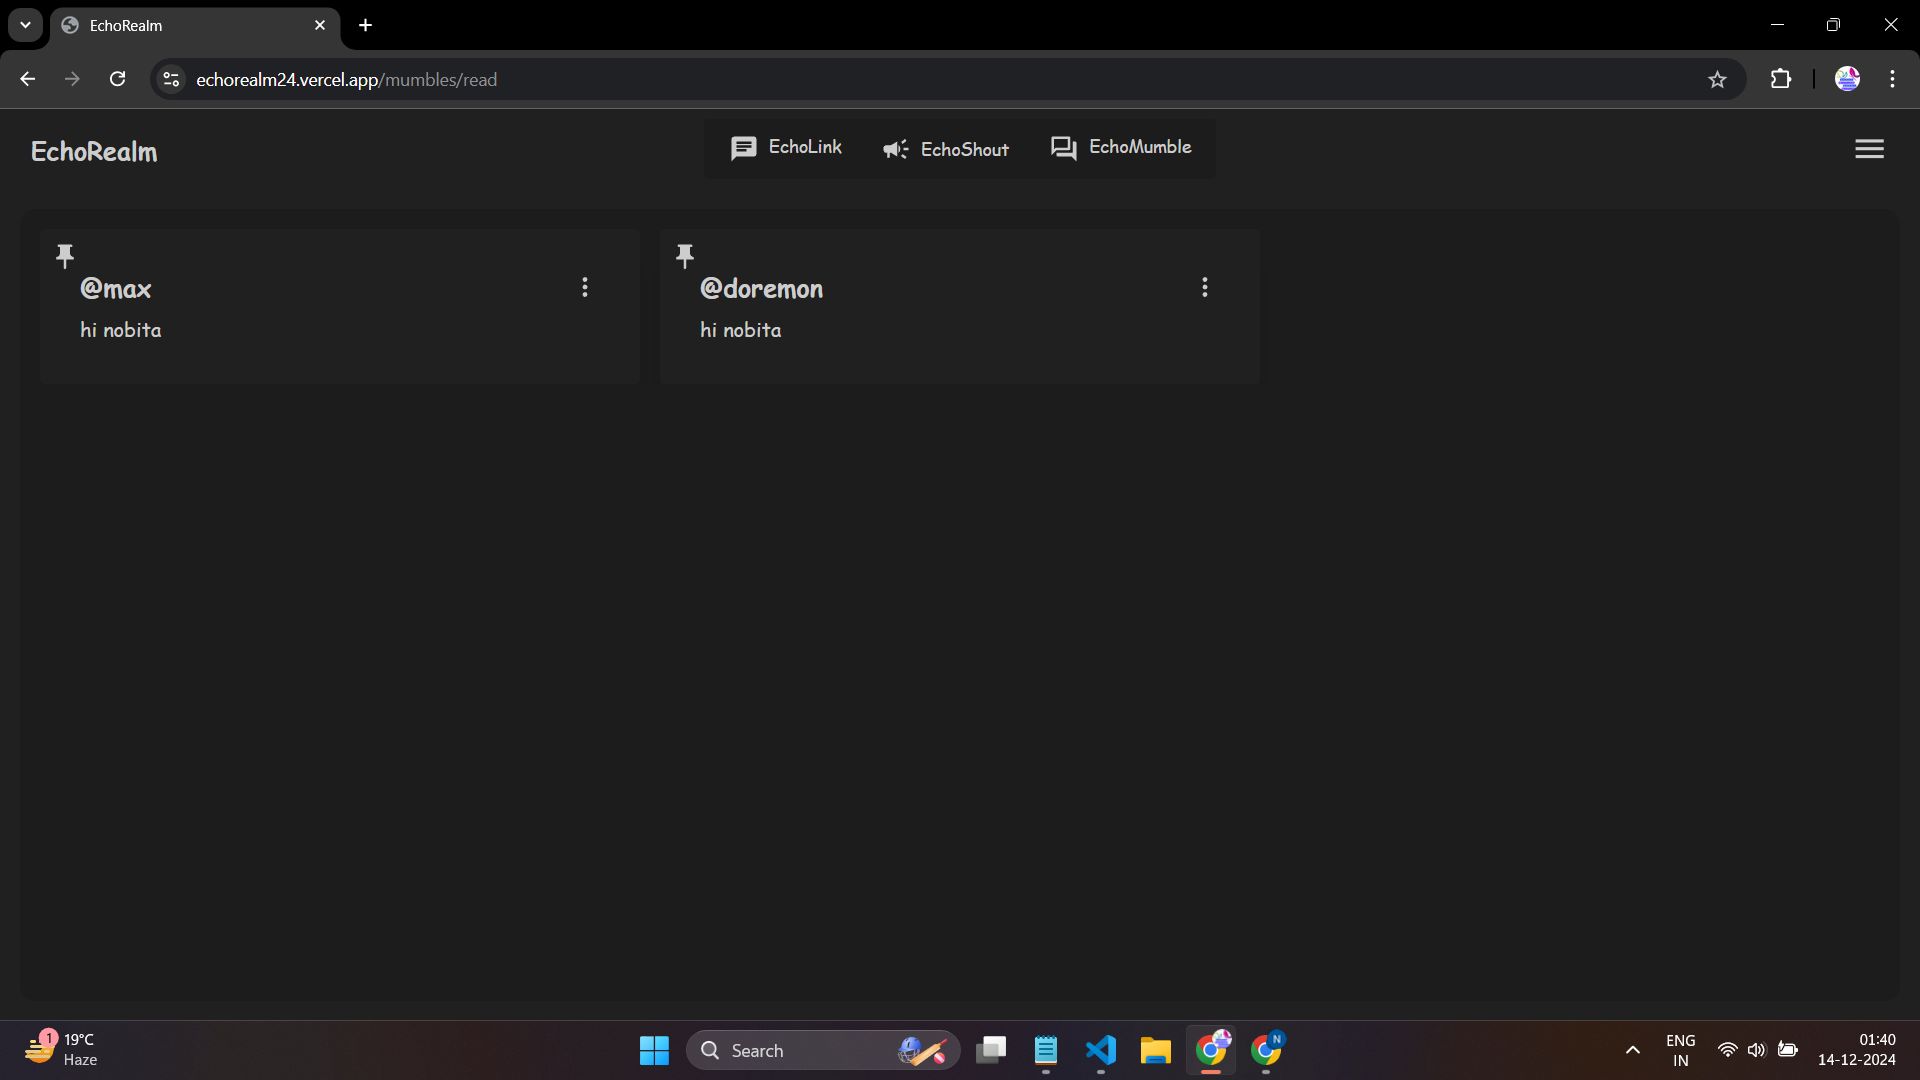 EchoRealm
echorealm24.vercel.app/mumbles/read
EchoRealm
EchoLink
EchoShout
EchoMumble
@max
hi nobita
@doremon
hi nobita
1
19°C
Haze
Search
N
ENG
IN
01:40
14-12-2024